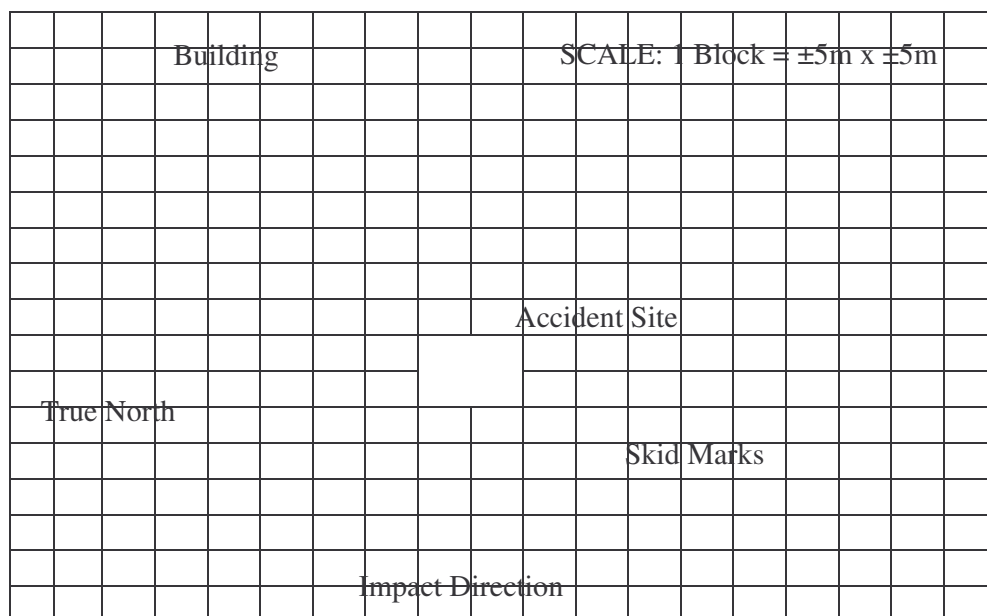 Building
SCALE: 1 Block = ±5m x ±5m
Accident Site
True North
Skid Marks
Impact Direction